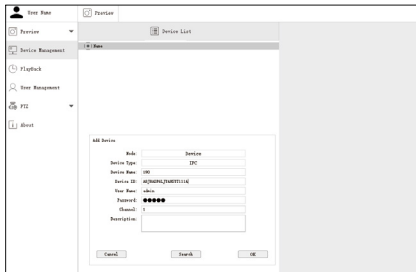 User Name
Preview
Preview
Device List
Device Management
Name
PlayBack
User Management
PTZ
About
Add Device
Mode:
Device
Device Type:
IPC
Device Name:
Device ID:
User Name:
admin
Password:
●●●●●
Channel:
1
Description:
Cancel
Search
OK